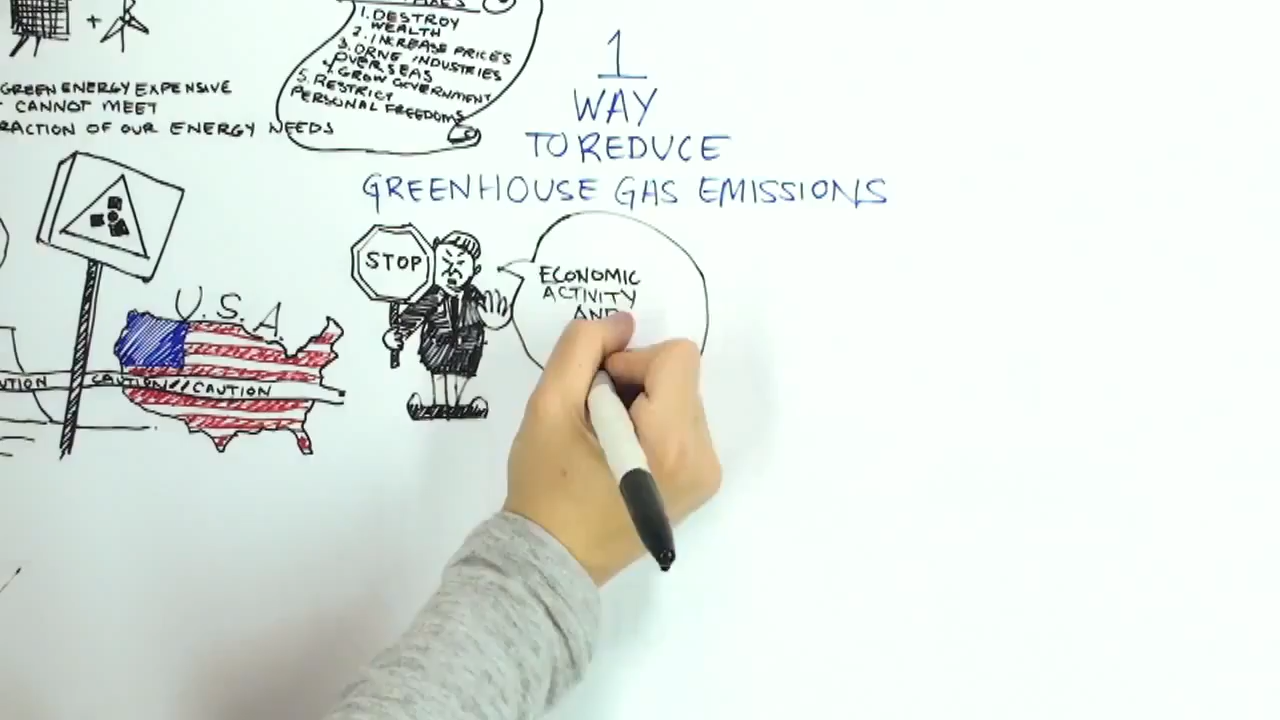 1. DESTROY
WEALTH
2. INCREASE PRICES
3. DRIVE INDUSTRIES
OVERSEAS
4. GROW GOVERNMENT
5. RESTRICT
PERSONAL FREEDOMS
GREEN ENERGY EXPENSIVE
CANNOT MEET
RACTION OF OUR ENERGY NEEDS
1
WAY
TO REDUCE
GREENHOUSE GAS EMISSIONS
STOP
ECONOMIC
ACTIVITY
AND
U.S.A.
UTION
CAUTION//CAUTION